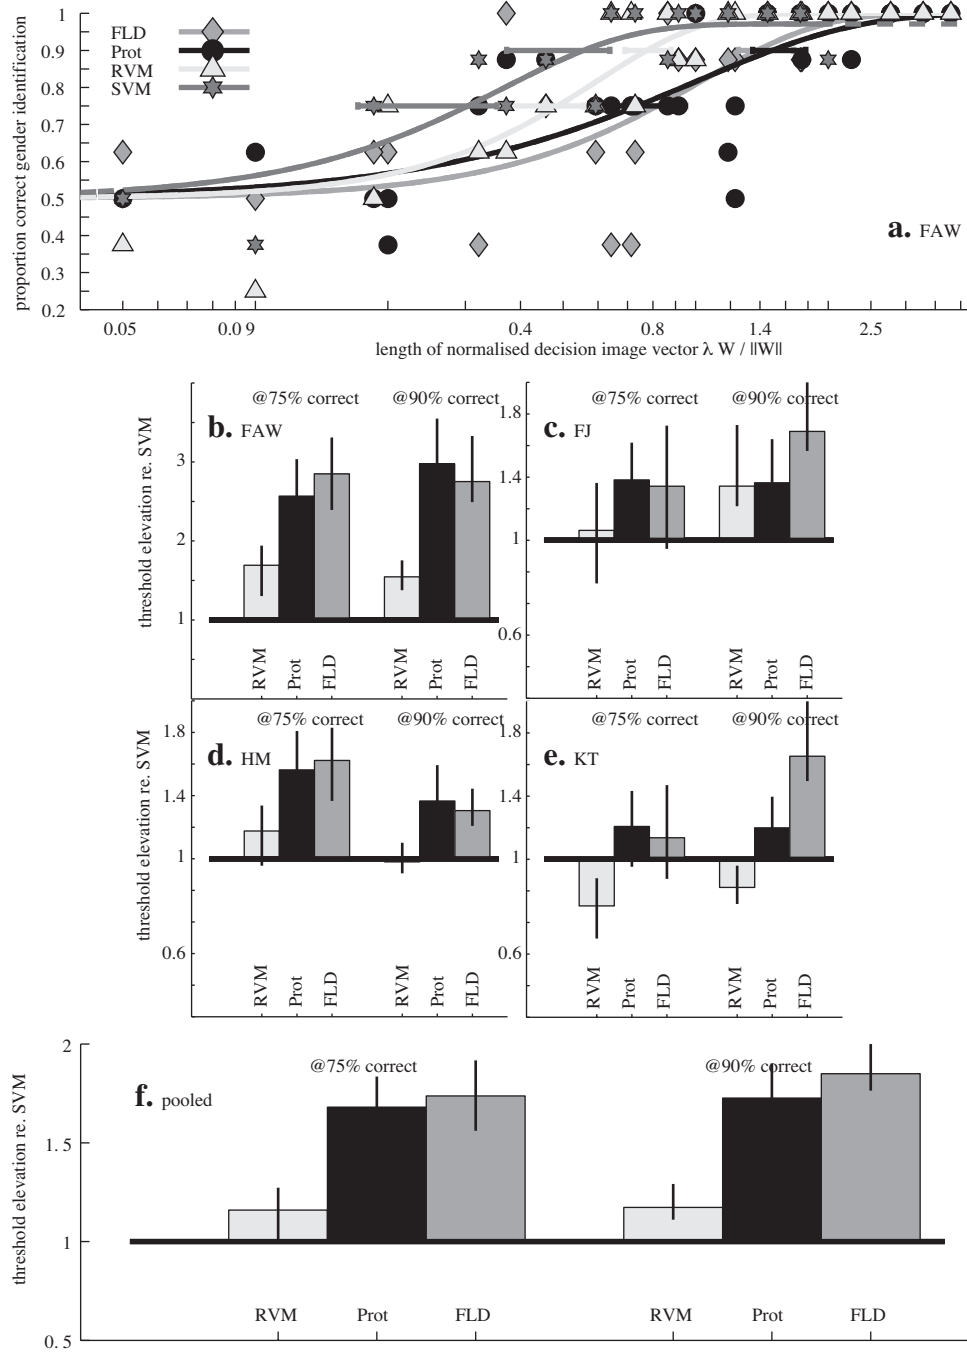 proportion correct gender identification
1
0.9
0.8
0.7
0.6
0.5
0.4
0.3
0.2
FLD
Prot
RVM
SVM
a. FAW
0.05
0.09
0.4
0.8
1.4
2.5
length of normalised decision image vector λ W / ||W||
threshold elevation re. SVM
3
2
1
b. FAW
@75% correct
@90% correct
RVM
Prot
FLD
RVM
Prot
FLD
1.8
1.4
1
0.6
c. FJ
@75% correct
@90% correct
RVM
Prot
FLD
RVM
Prot
FLD
threshold elevation re. SVM
1.8
1.4
1
0.6
d. HM
@75% correct
@90% correct
RVM
Prot
FLD
RVM
Prot
FLD
1.8
1.4
1
0.6
e. KT
@75% correct
@90% correct
RVM
Prot
FLD
RVM
Prot
FLD
threshold elevation re. SVM
2
1.5
1
0.5
f. pooled
@75% correct
@90% correct
RVM
Prot
FLD
RVM
Prot
FLD